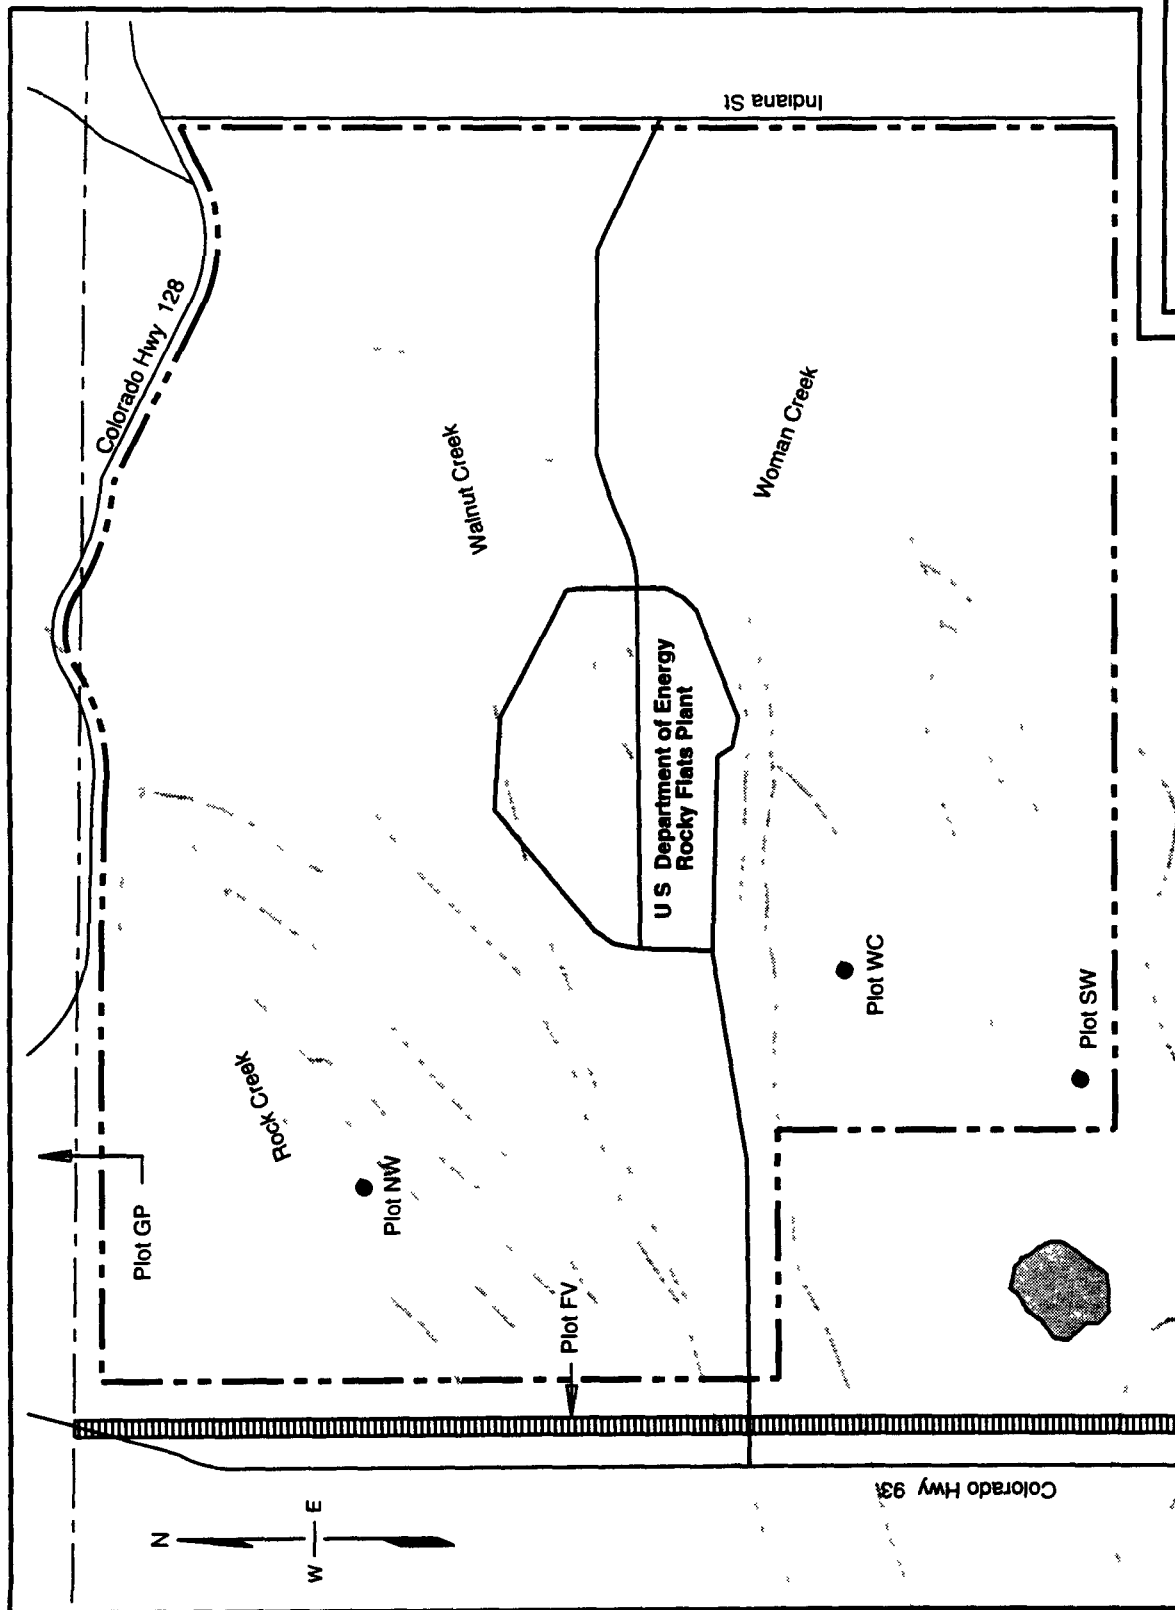 Indiana St
Colorado Hwy 128
Walnut Creek
Woman Creek
U S Department of Energy
Rocky Flats Plant
Rock Creek
Plot GP
Plot NW
Plot WC
Plot SW
Plot FV
Colorado Hwy 93
N
W
E